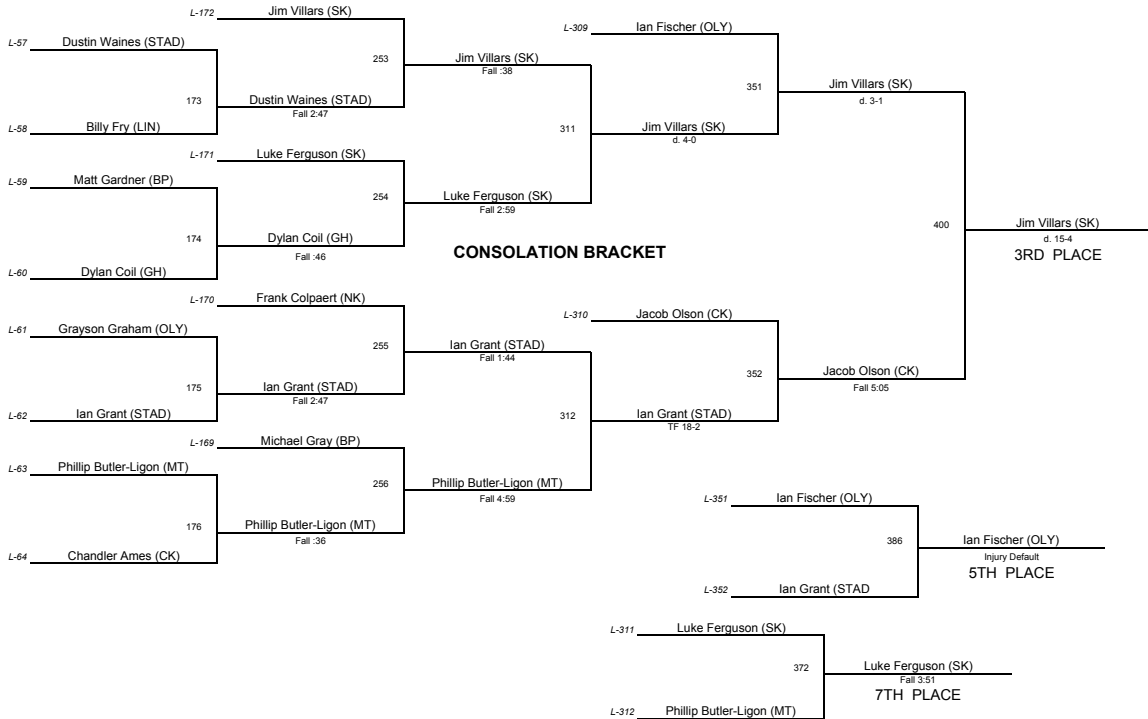 L-172 Jim Villars (SK)
L-57 Dustin Waines (STAD)
253
Jim Villars (SK)
Fall :38
173
Dustin Waines (STAD)
Fall 2:47
L-58 Billy Fry (LIN)
311
L-171 Luke Ferguson (SK)
L-59 Matt Gardner (BP)
254
Luke Ferguson (SK)
Fall 2:59
174
Dylan Coil (GH)
Fall :46
L-60 Dylan Coil (GH)
CONSOLATION BRACKET
L-309 Ian Fischer (OLY)
351
Jim Villars (SK)
d. 3-1
Jim Villars (SK)
d. 4-0
400
Jim Villars (SK)
d. 15-4
3RD PLACE
L-170 Frank Colpaert (NK)
L-61 Grayson Graham (OLY)
255
Ian Grant (STAD)
Fall 1:44
175
Ian Grant (STAD)
Fall 2:47
L-62 Ian Grant (STAD)
312
L-169 Michael Gray (BP)
L-63 Phillip Butler-Ligon (MT)
256
Phillip Butler-Ligon (MT)
Fall 4:59
176
Phillip Butler-Ligon (MT)
Fall :36
L-64 Chandler Ames (CK)
L-310 Jacob Olson (CK)
352
Jacob Olson (CK)
Fall 5:05
Ian Grant (STAD)
TF 18-2
L-351 Ian Fischer (OLY)
386
Ian Fischer (OLY)
Injury Default
5TH PLACE
L-352 Ian Grant (STAD
L-311 Luke Ferguson (SK)
372
Luke Ferguson (SK)
Fall 3:51
7TH PLACE
L-312 Phillip Butler-Ligon (MT)